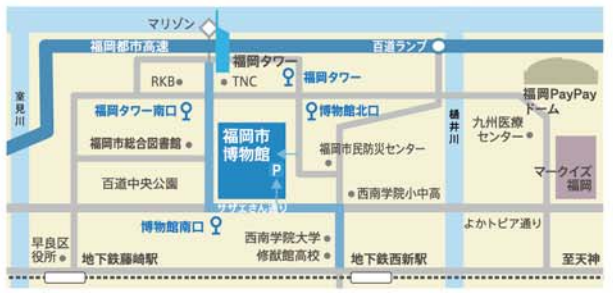 マリゾン
福岡都市高速
百道ランプ
福岡タワー
RKB
TNC
福岡タワー
福岡PayPay
ドーム
室見川
福岡タワー南口
博物館北口
樋井川
九州医療
センター
福岡市
博物館
福岡市総合図書館
福岡市民防災センター
P
マークイズ
福岡
百道中央公園
西南学院小中高
サザエさん通り
博物館南口
よかトピア通り
西南学院大学
早良区
役所
修猷館高校
地下鉄藤崎駅
地下鉄西新駅
至天神